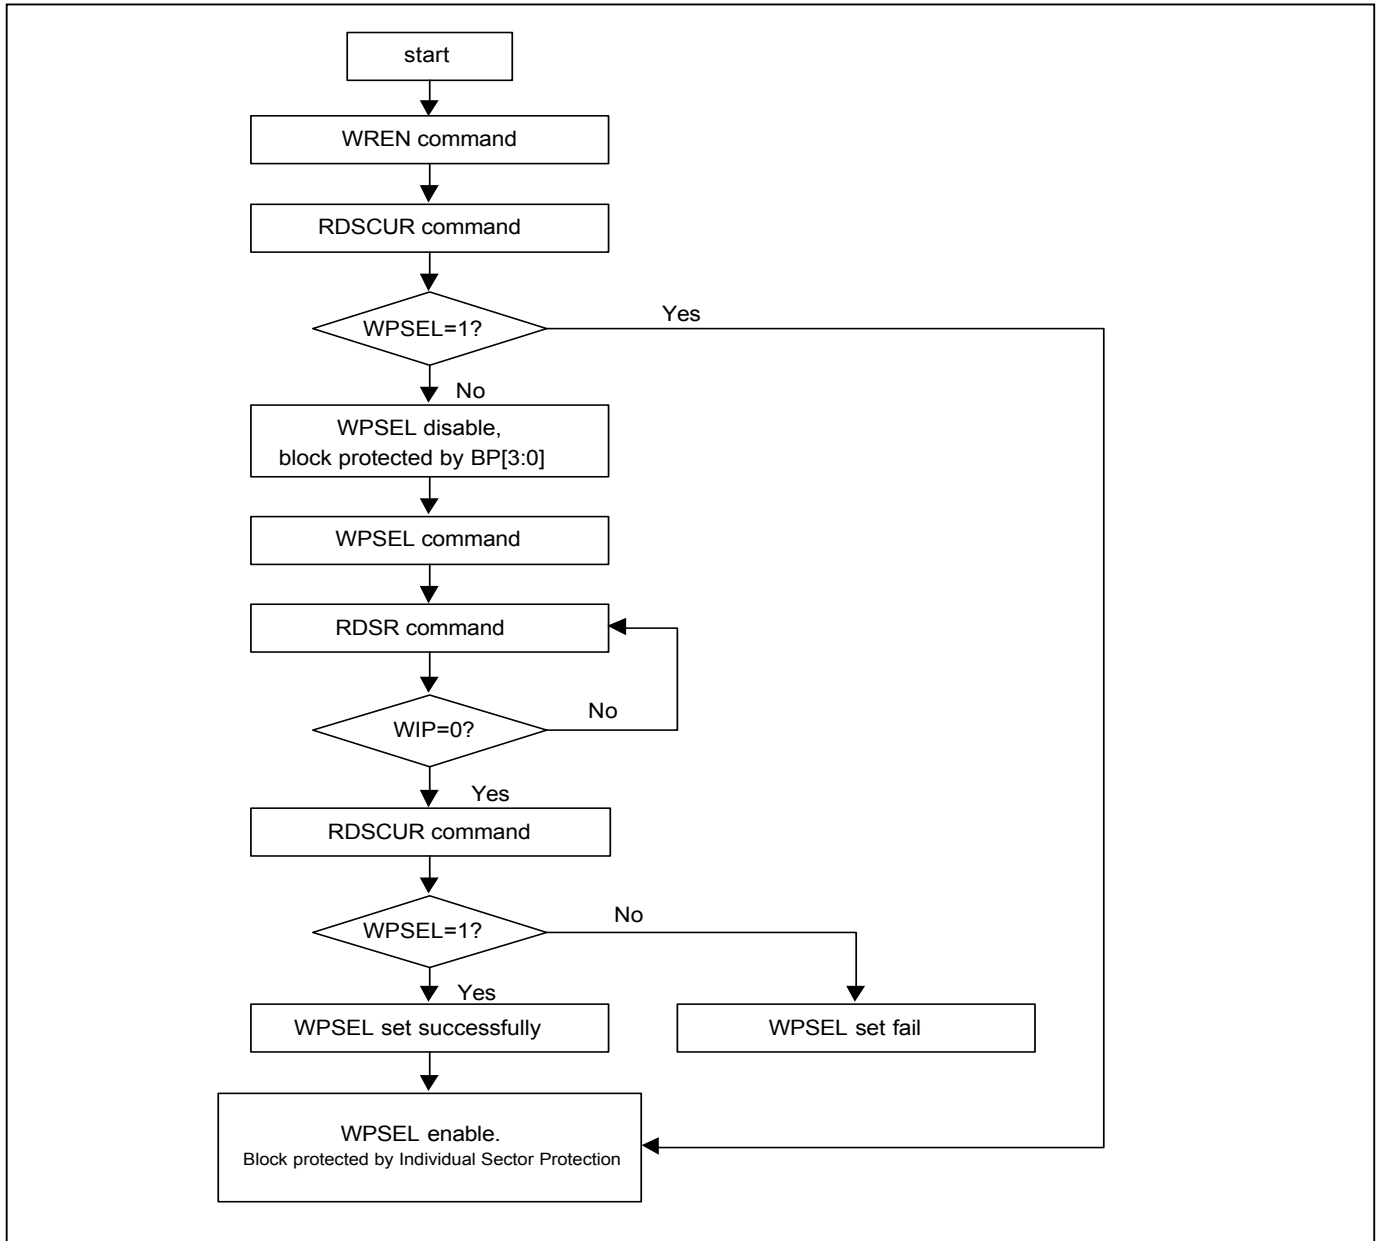 start
WREN command
RDSCUR command
WPSEL=1?
Yes
No
WPSEL disable,
block protected by BP[3:0]
WPSEL command
RDSR command
WIP=0?
No
Yes
RDSCUR command
WPSEL=1?
No
Yes
WPSEL set successfully
WPSEL set fail
WPSEL enable.
Block protected by Individual Sector Protection